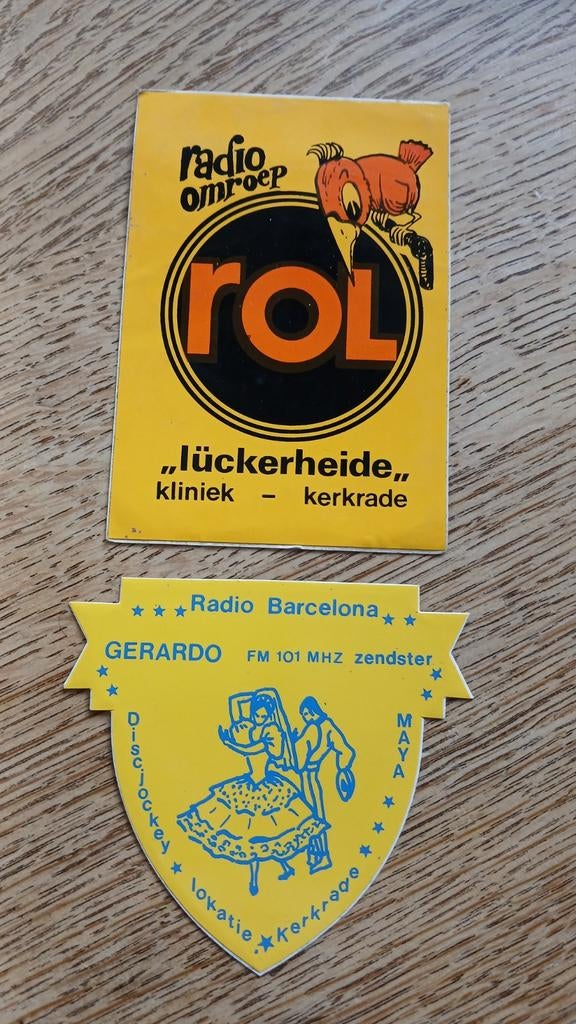 radio
omroep
rOL
„lückerheide„
kliniek – kerkrade
Radio Barcelona
GERARDO FM 101 MHZ zendster
Discjockey
MAYA
lokatie Kerkrade